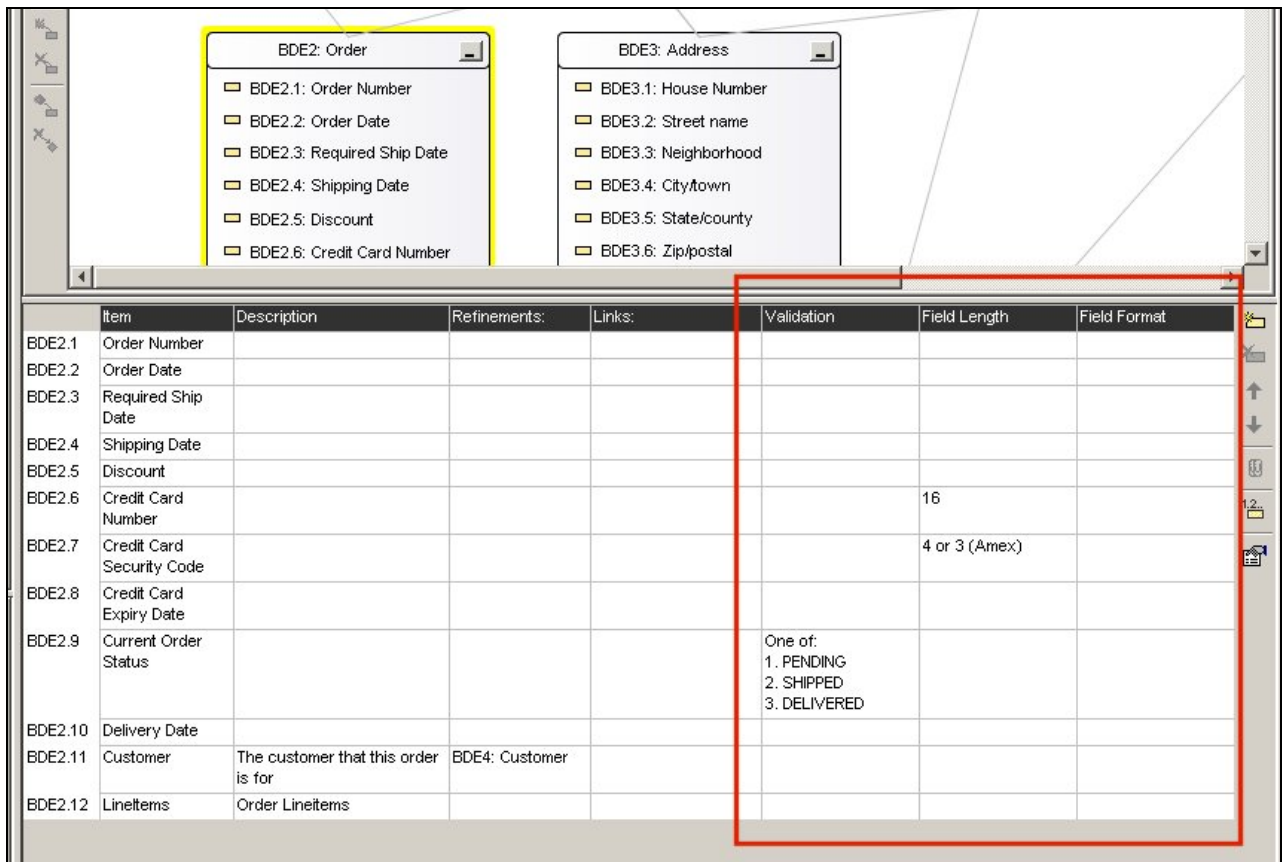 BDE2: Order
BDE2.1: Order Number
BDE2.2: Order Date
BDE2.3: Required Ship Date
BDE2.4: Shipping Date
BDE2.5: Discount
BDE2.6: Credit Card Number
BDE3: Address
BDE3.1: House Number
BDE3.2: Street name
BDE3.3: Neighborhood
BDE3.4: City/town
BDE3.5: State/county
BDE3.6: Zip/postal
Item Description Refinements: Links: Validation Field Length Field Format
BDE2.1 Order Number
BDE2.2 Order Date
BDE2.3 Required Ship
Date
BDE2.4 Shipping Date
BDE2.5 Discount
BDE2.6 Credit Card 16
Number
BDE2.7 Credit Card 4 or 3 (Amex)
Security Code
BDE2.8 Credit Card
Expiry Date
BDE2.9 Current Order One of:
Status 1. PENDING
2. SHIPPED
3. DELIVERED
BDE2.10 Delivery Date
BDE2.11 Customer The customer that this order BDE4: Customer
is for
BDE2.12 LineItems Order Lineitems
1.2..